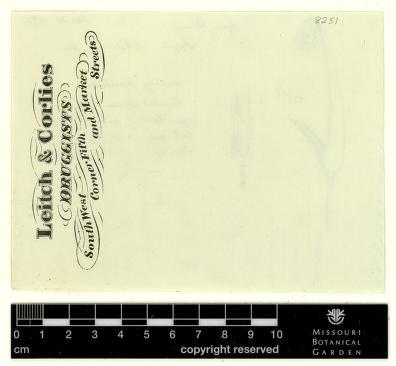 8251
Leitch & Corlies
DRUGGISTS
South West
Corner Fifth and Market
Streets
0 1 2 3 4 5 6 7 8 9 10
cm
copyright reserved
MISSOURI
BOTANICAL
GARDEN